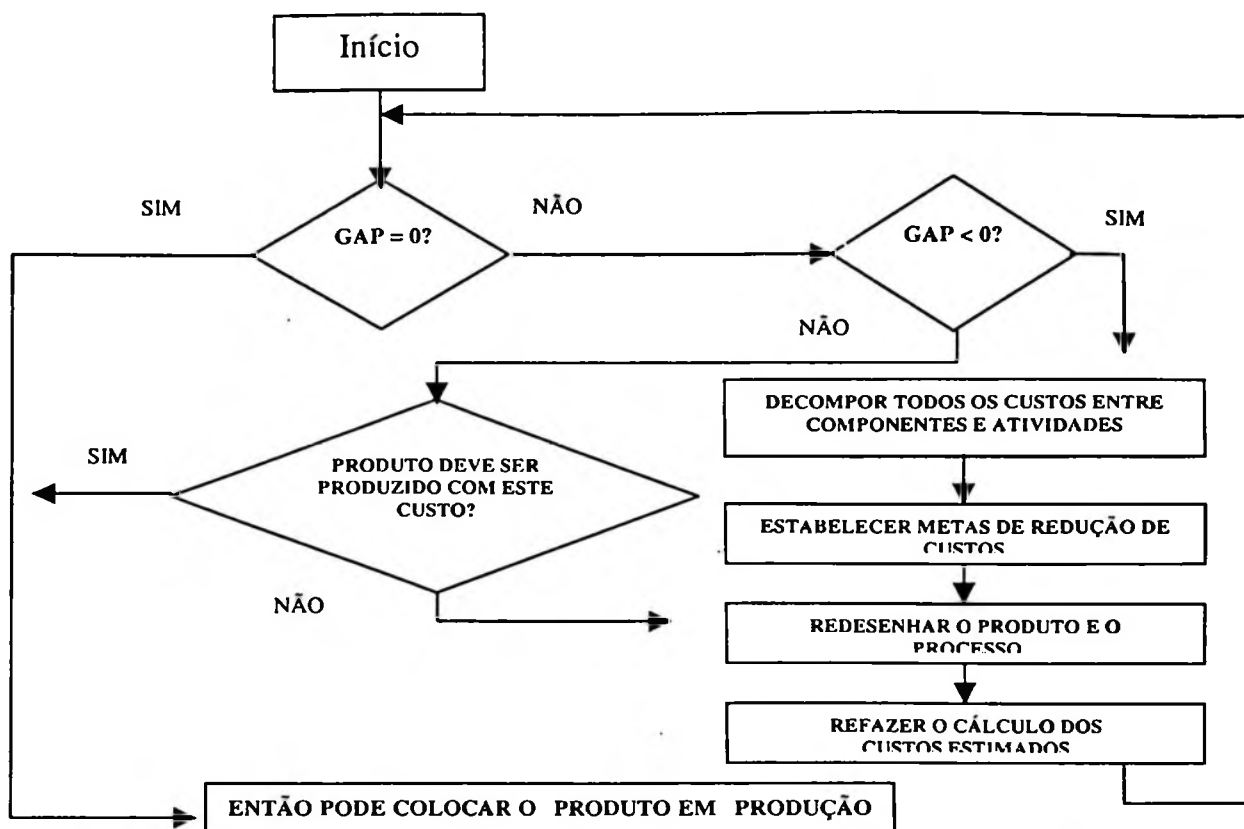 Início
SIM
NÃO
SIM
GAP = 0?
GAP < 0?
NÃO
DECOMPOR TODOS OS CUSTOS ENTRE
COMPONENTES E ATIVIDADES
SIM
PRODUTO DEVE SER
PRODUZIDO COM ESTE
CUSTO?
ESTABELECER METAS DE REDUÇÃO DE
CUSTOS
NÃO
REDESENHAR O PRODUTO E O
PROCESSO
REFAZER O CÁLCULO DOS
CUSTOS ESTIMADOS
ENTÃO PODE COLOCAR O PRODUTO EM PRODUÇÃO